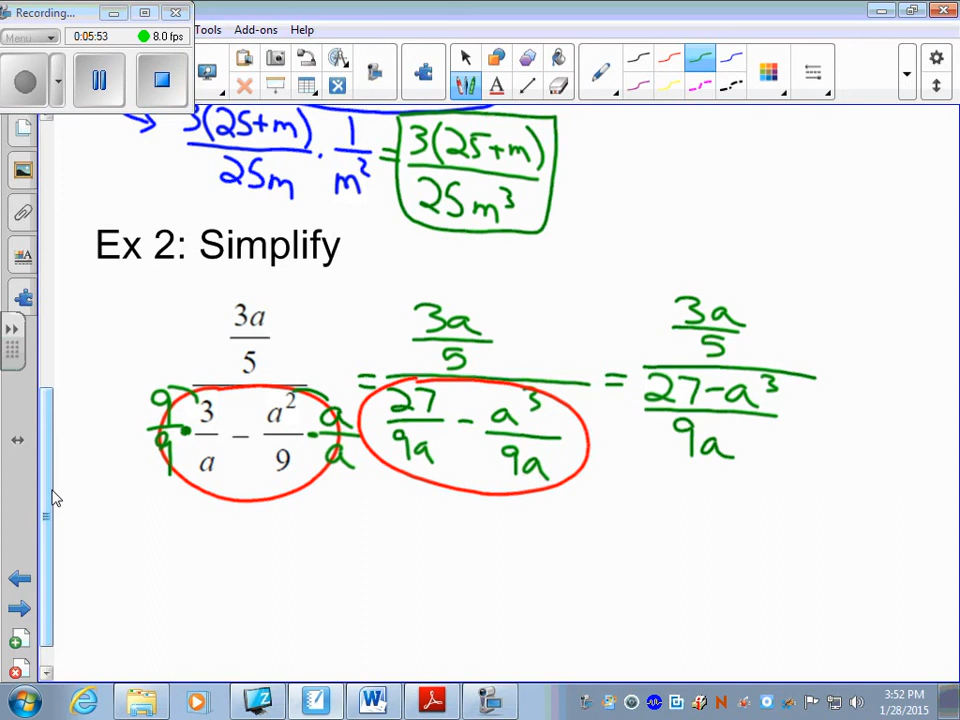 Recording...
Menu 0:05:53 8.0 fps
Tools Add-ons Help
3(25+m)/25m · 1/m² = 3(25+m)/25m³
Ex 2: Simplify
(3a/5)/(9/9 · 3/a − a²/9 · a/a) = (3a/5)/(27/9a − a³/9a) = (3a/5)/((27−a³)/9a)
3:52 PM
1/28/2015